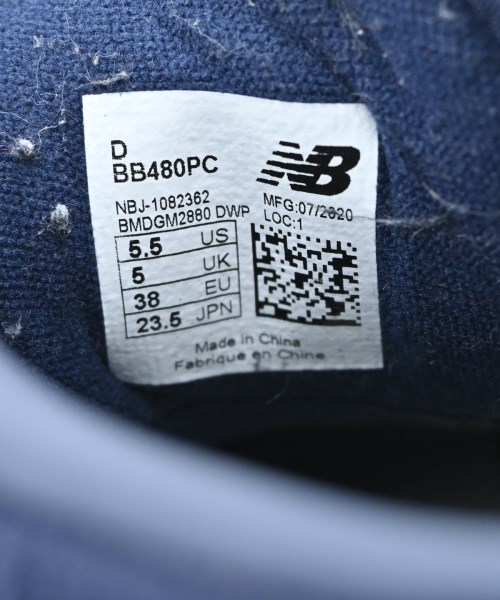 D
BB480PC
NB
NBJ-1082362
BMDGM2880 DWP
MFG:07/2020
LOC:1
5.5 US
5 UK
38 EU
23.5 JPN
Made in China
Fabriqué en Chine